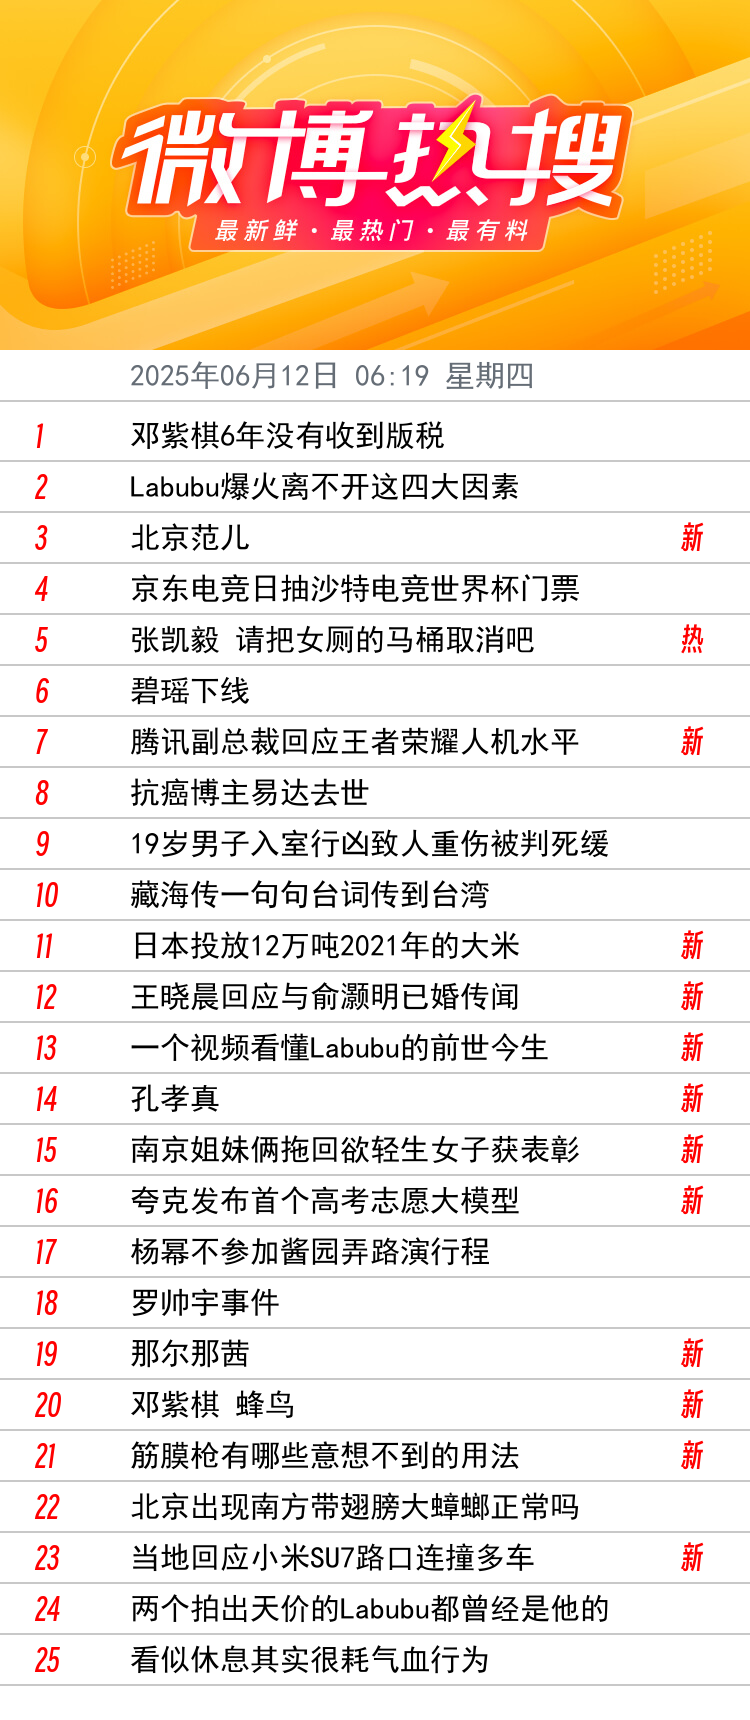 微博热搜
最新鲜·最热门·最有料
2025年06月12日 06:19 星期四
1 邓紫棋6年没有收到版税
2 Labubu爆火离不开这四大因素
3 北京范儿 新
4 京东电竞日抽沙特电竞世界杯门票
5 张凯毅 请把女厕的马桶取消吧 热
6 碧瑶下线
7 腾讯副总裁回应王者荣耀人机水平 新
8 抗癌博主易达去世
9 19岁男子入室行凶致人重伤被判死缓
10 藏海传一句句台词传到台湾
11 日本投放12万吨2021年的大米 新
12 王晓晨回应与俞灏明已婚传闻 新
13 一个视频看懂Labubu的前世今生 新
14 孔孝真 新
15 南京姐妹俩拖回欲轻生女子获表彰 新
16 夸克发布首个高考志愿大模型 新
17 杨幂不参加酱园弄路演行程
18 罗帅宇事件
19 那尔那茜 新
20 邓紫棋 蜂鸟 新
21 筋膜枪有哪些意想不到的用法 新
22 北京出现南方带翅膀大蟑螂正常吗
23 当地回应小米SU7路口连撞多车 新
24 两个拍出天价的Labubu都曾经是他的
25 看似休息其实很耗气血行为